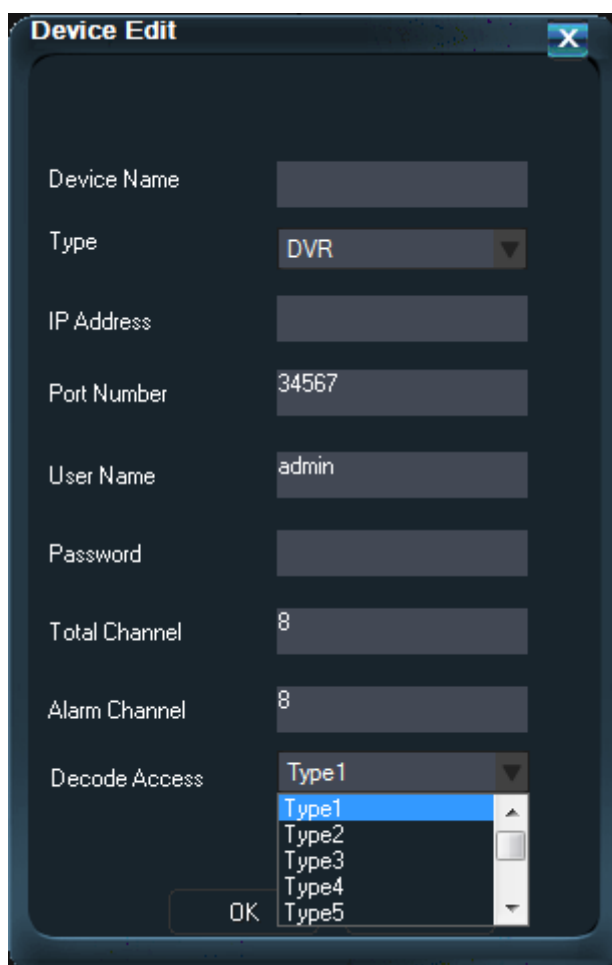 Device Edit
X
Device Name
Type DVR
IP Address
Port Number 34567
User Name admin
Password
Total Channel 8
Alarm Channel 8
Decode Access Type1
Type1
Type2
Type3
Type4
OK Type5